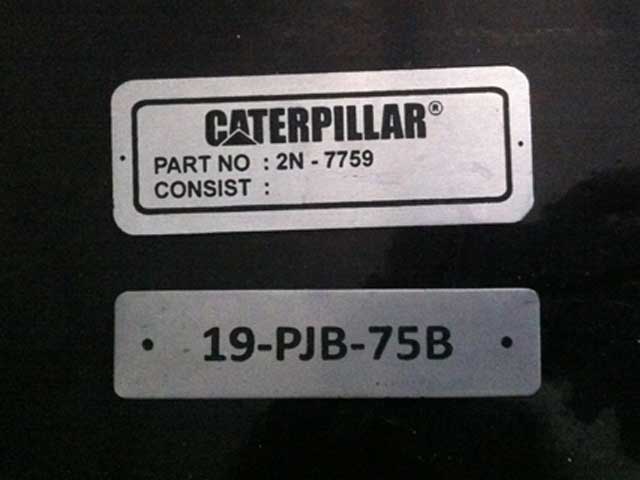 CATERPILLAR®
PART NO : 2N - 7759
CONSIST :
19-PJB-75B